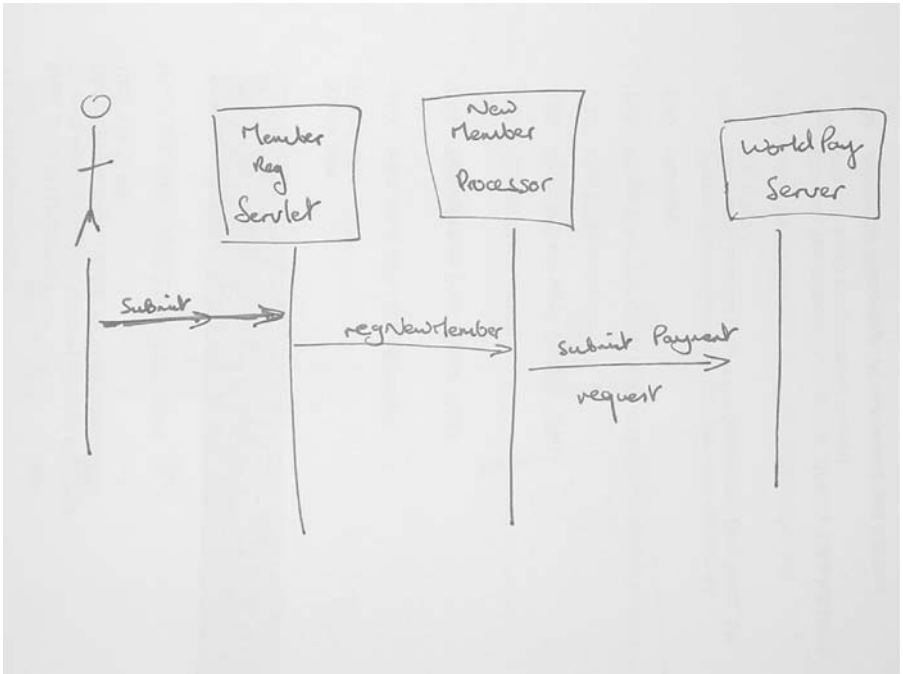 Member
Reg
Servlet
New
Member
Processor
WorldPay
Server
Submit
regNewMember
submit Payment
request